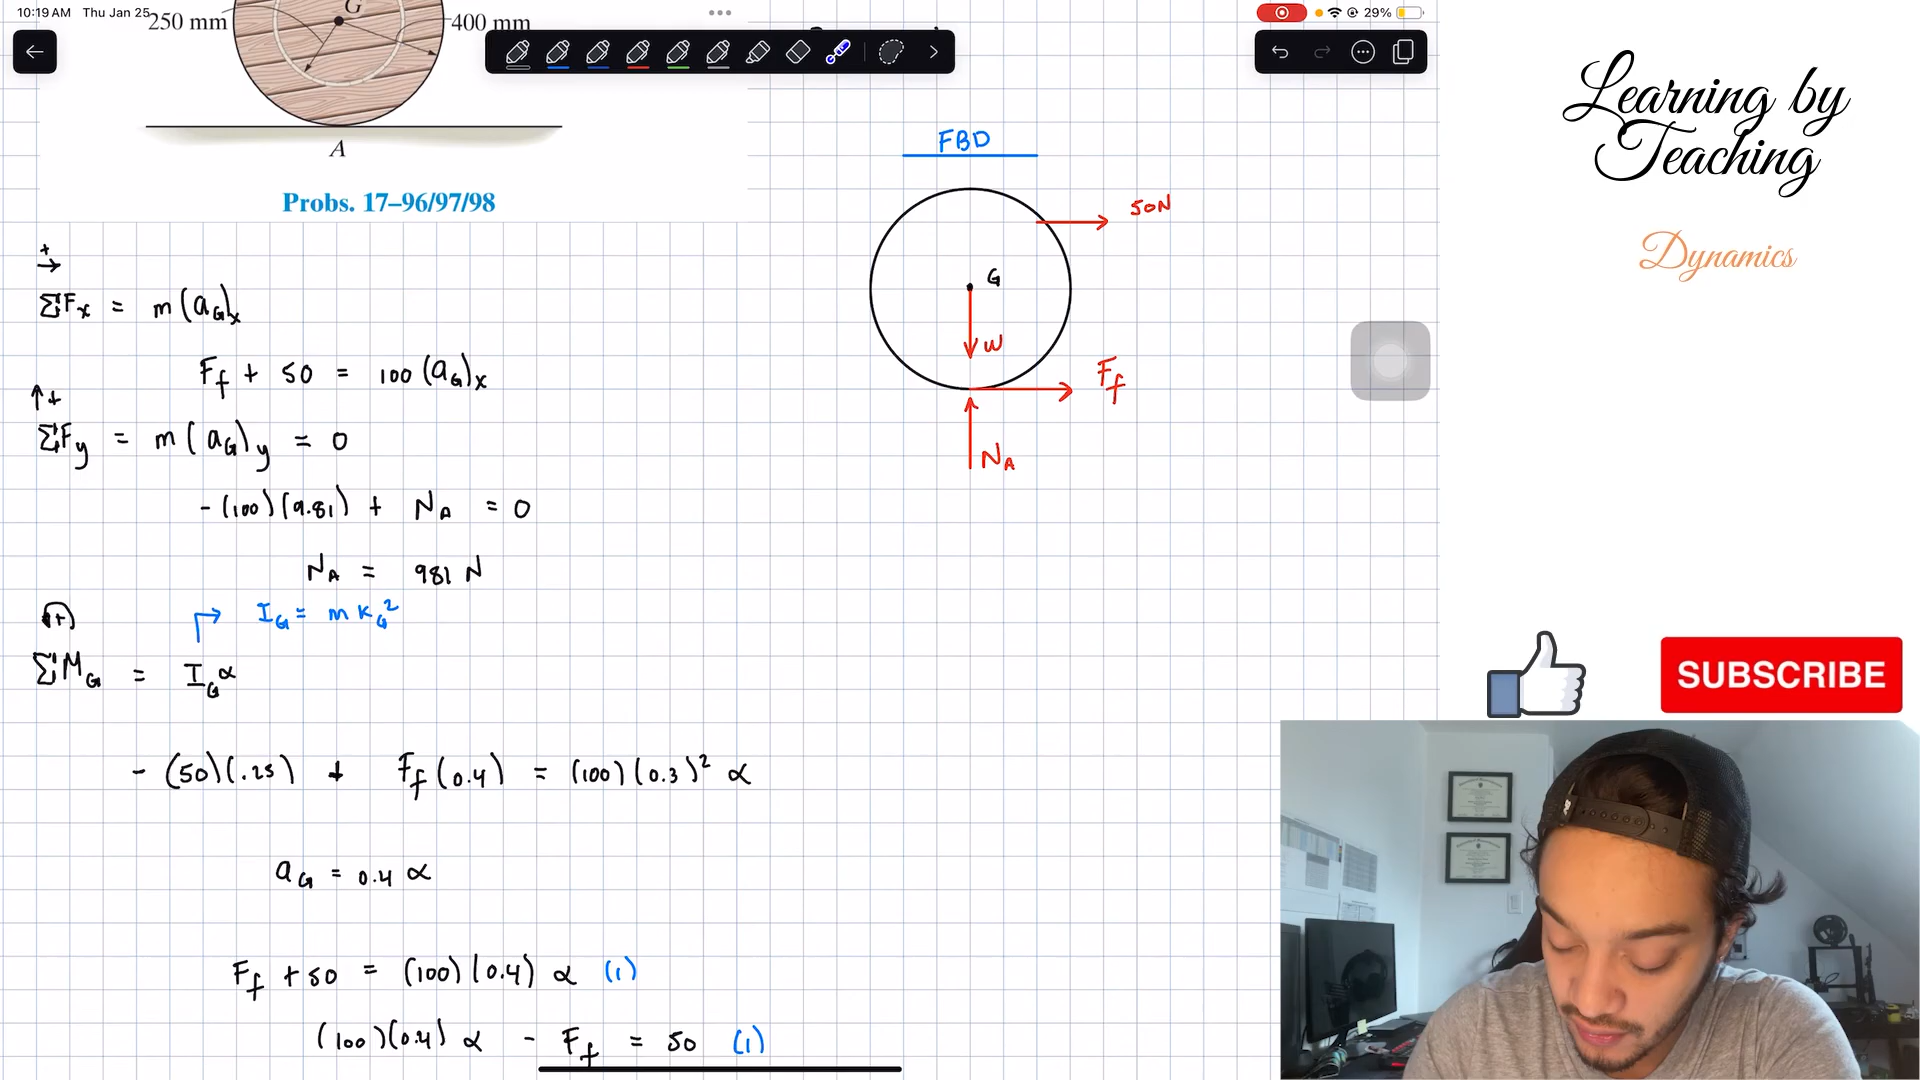 10:19 AM Thu Jan 25
29%
250 mm
G
400 mm
A
Probs. 17–96/97/98
FBD
50N
G
W
Ff
NA
+
→
ΣFx = m(aG)x
Ff + 50 = 100(aG)x
↑+
ΣFy = m(aG)y = 0
-(100)(9.81) + NA = 0
NA = 981 N
IG = m kG²
(+)
ΣMG = IGα
-(50)(.25) + Ff(0.4) = (100)(0.3)² α
aG = 0.4 α
Ff + 50 = (100)(0.4) α (1)
(100)(0.4) α - Ff = 50 (1)
Learning by
Teaching
Dynamics
SUBSCRIBE